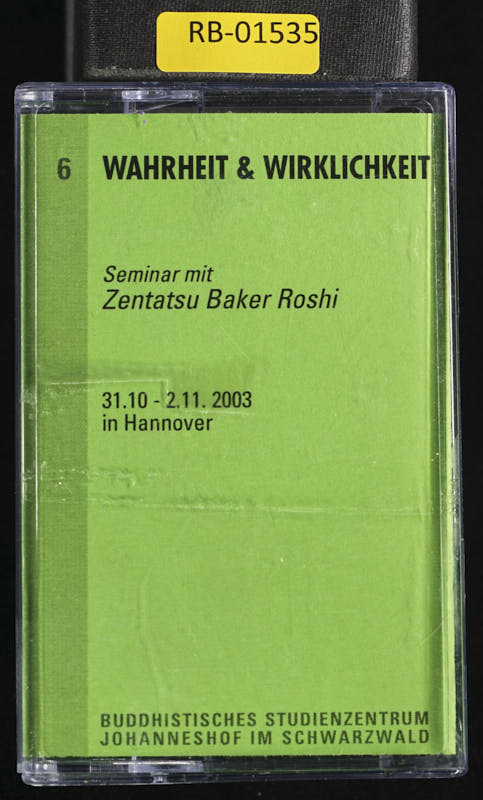 RB-01535
6 WAHRHEIT & WIRKLICHKEIT
Seminar mit
Zentatsu Baker Roshi
31.10 - 2.11. 2003
in Hannover
BUDDHISTISCHES STUDIENZENTRUM
JOHANNESHOF IM SCHWARZWALD